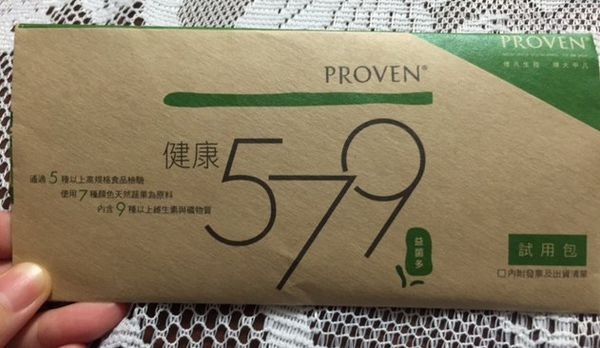 PROVEN®
PROVEN®
健康
579
通過5種以上高規格食品檢驗
使用7種顏色天然蔬果為原料
內含9種以上維生素與礦物質
益菌多
試用包
□內附發票及出貨清單